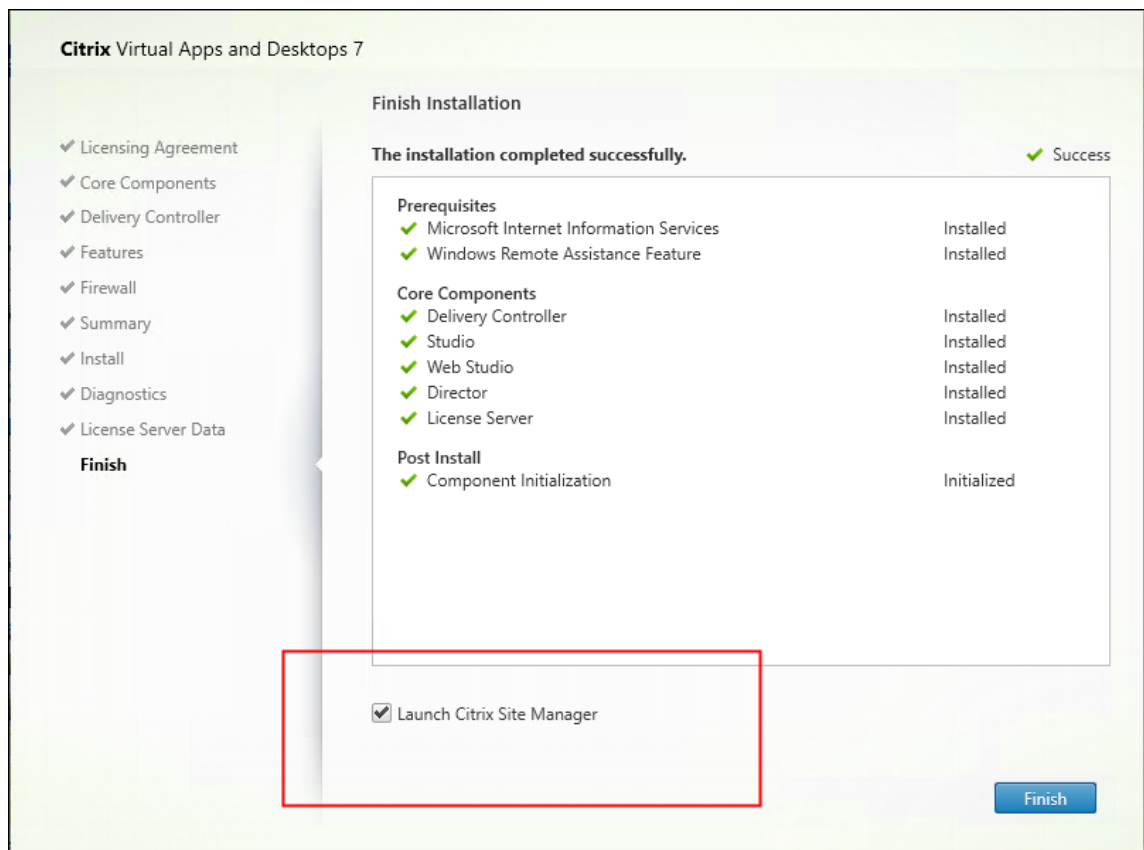 Citrix Virtual Apps and Desktops 7
Licensing Agreement
Core Components
Delivery Controller
Features
Firewall
Summary
Install
Diagnostics
License Server Data
Finish
Finish Installation
The installation completed successfully. Success
Prerequisites
Microsoft Internet Information Services Installed
Windows Remote Assistance Feature Installed
Core Components
Delivery Controller Installed
Studio Installed
Web Studio Installed
Director Installed
License Server Installed
Post Install
Component Initialization Initialized
Launch Citrix Site Manager
Finish